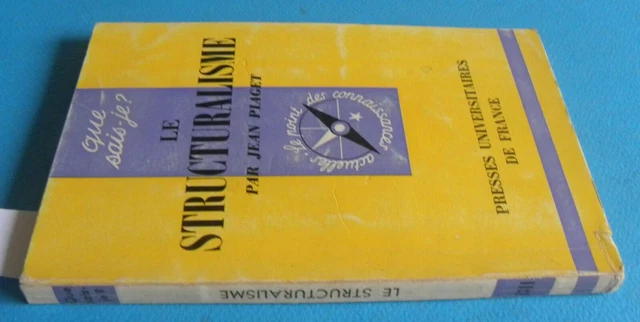 que
sais-je?
LE
STRUCTURALISME
PAR JEAN PIAGET
le point des connaissances actuelles
PRESSES UNIVERSITAIRES
DE FRANCE
LE STRUCTURALISME